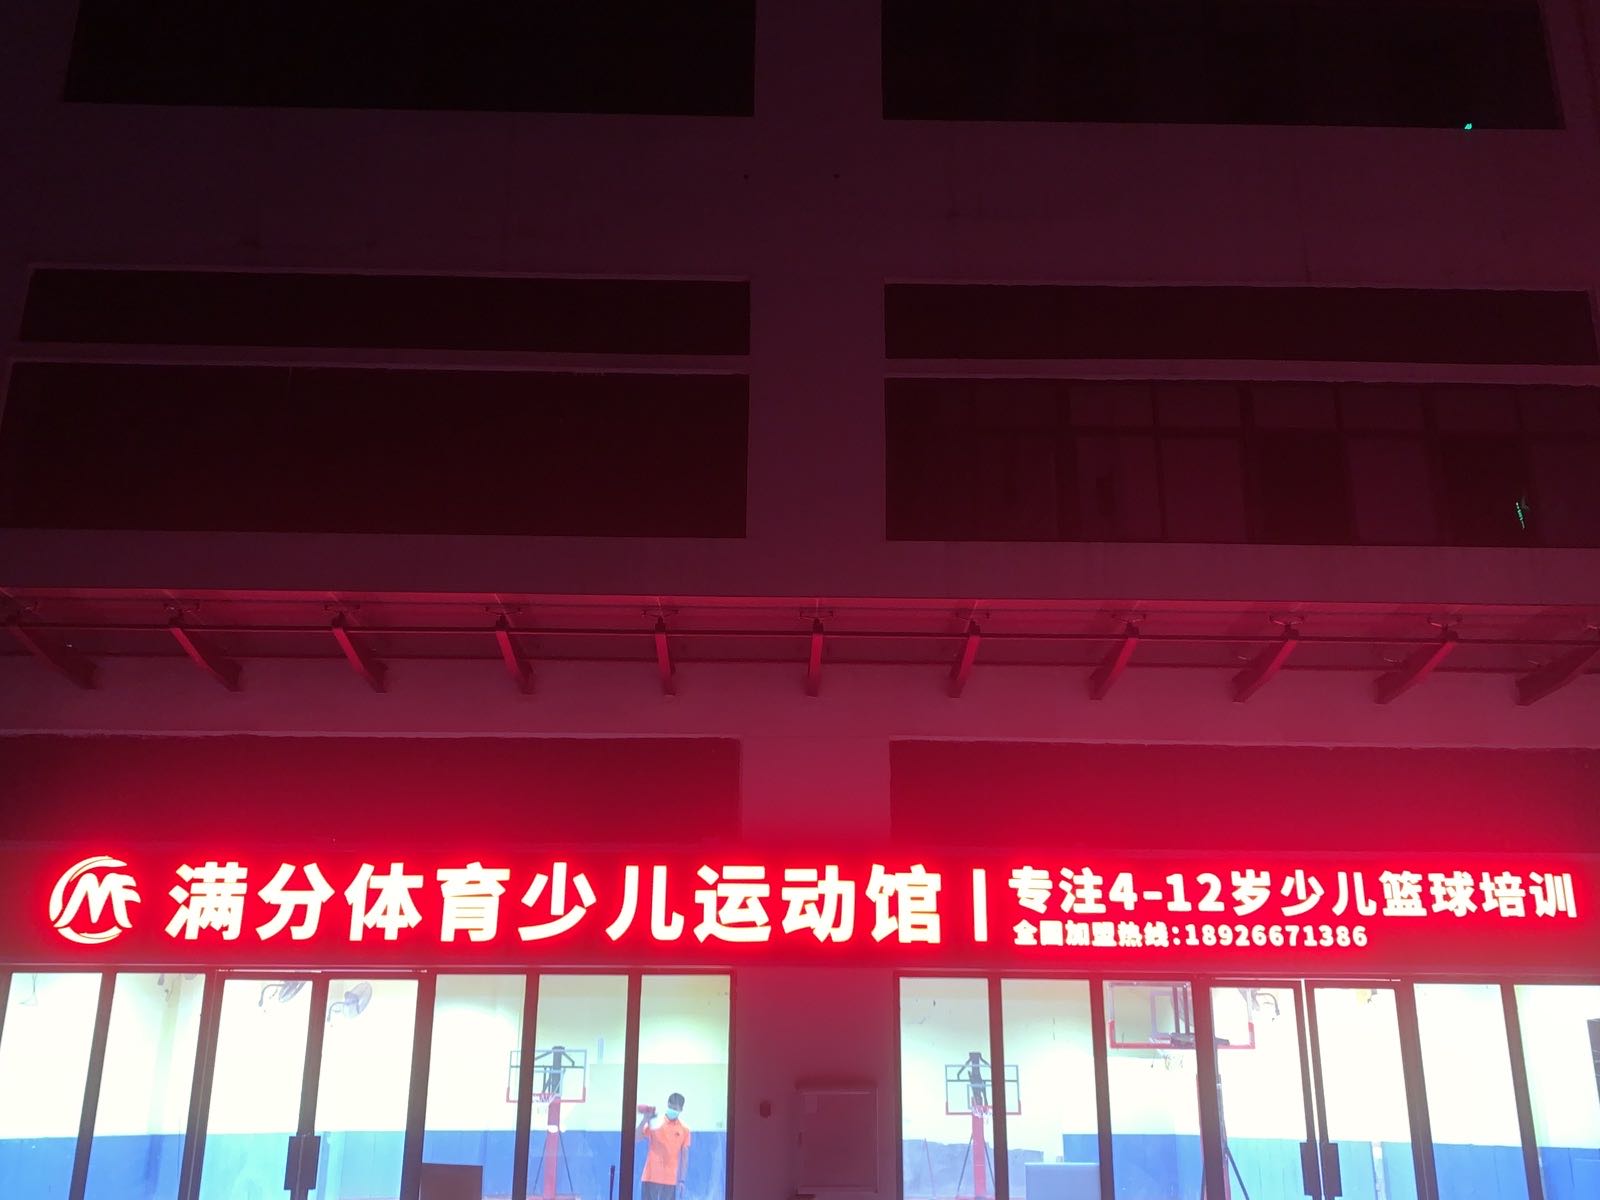 MF 满分体育少儿运动馆 | 专注4-12岁少儿篮球培训
全国加盟热线:18926671386